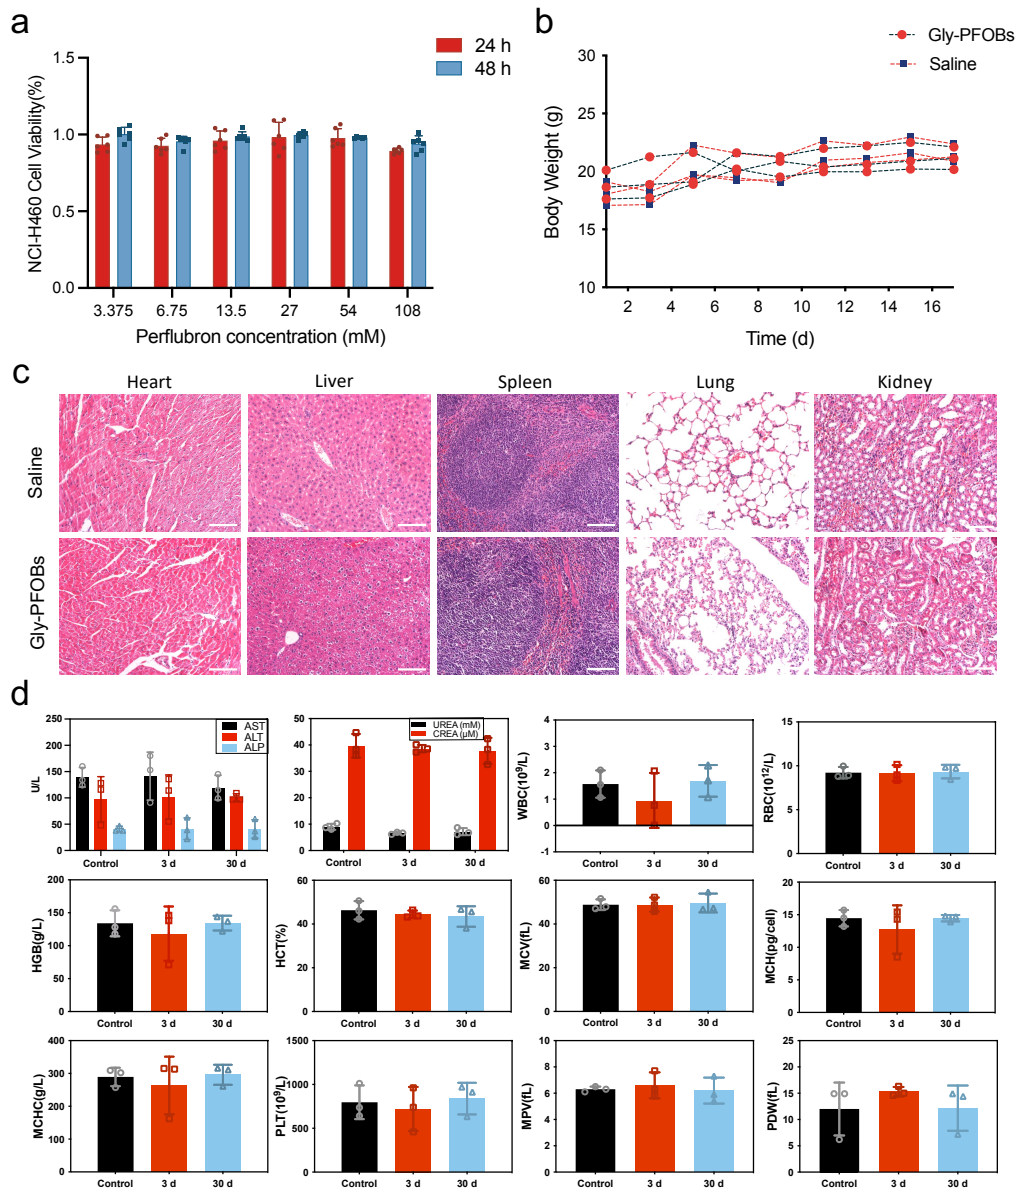 a
24 h
48 h
NCI-H460 Cell Viability(%)
1.5
1.0
0.5
0.0
3.375 6.75 13.5 27 54 108
Perflubron concentration (mM)
b
Gly-PFOBs
Saline
Body Weight (g)
30
25
20
15
10
2 4 6 8 10 12 14 16
Time (d)
c
Heart Liver Spleen Lung Kidney
Saline
Gly-PFOBs
d
U/L
250
200
150
100
50
0
AST
ALT
ALP
Control 3 d 30 d
50
40
30
20
10
0
UREA (mM)
CREA (μM)
Control 3 d 30 d
WBC(10⁹/L)
4
3
2
1
0
-1
Control 3 d 30 d
RBC(10¹²/L)
15
10
5
0
Control 3 d 30 d
HGB(g/L)
200
150
100
50
0
Control 3 d 30 d
HCT(%)
60
40
20
0
Control 3 d 30 d
MCV(fL)
60
40
20
0
Control 3 d 30 d
MCH(pg/cell)
20
15
10
5
0
Control 3 d 30 d
MCHC(g/L)
400
300
200
100
0
Control 3 d 30 d
PLT(10⁹/L)
1500
1000
500
0
Control 3 d 30 d
MPV(fL)
10
8
6
4
2
0
Control 3 d 30 d
PDW(fL)
25
20
15
10
5
0
Control 3 d 30 d